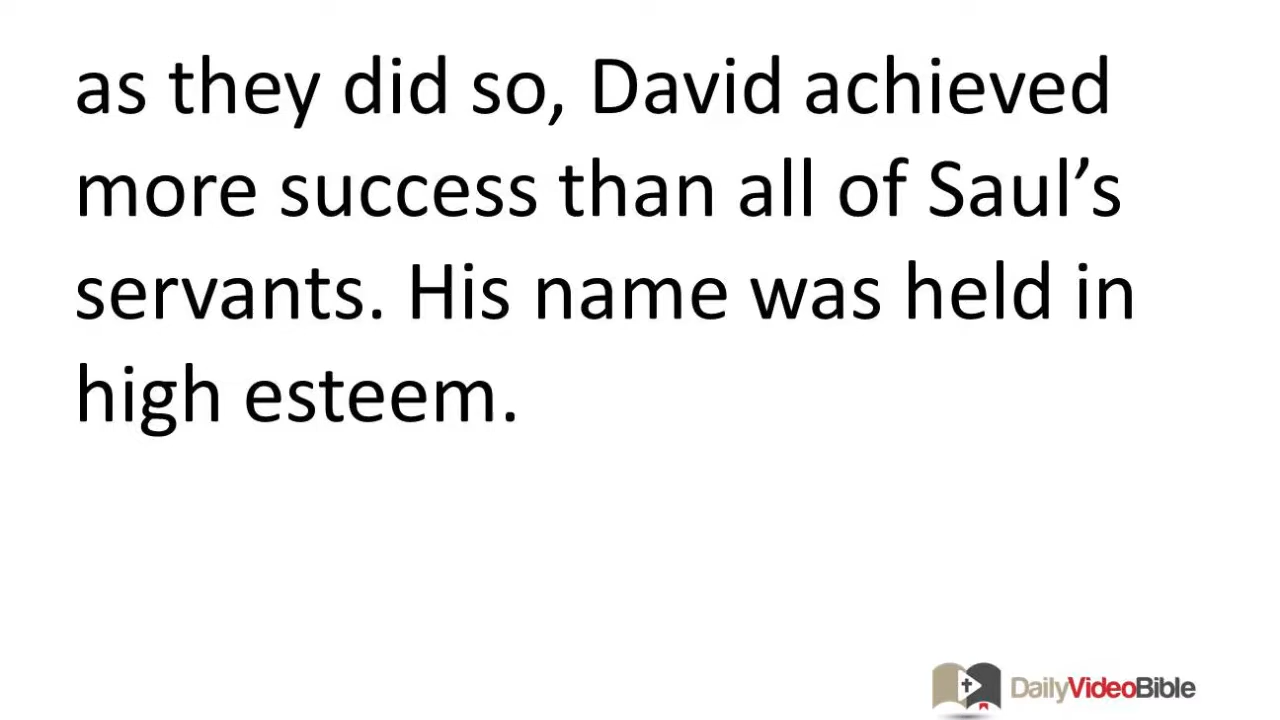 as they did so, David achieved
more success than all of Saul’s
servants. His name was held in
high esteem.
DailyVideoBible